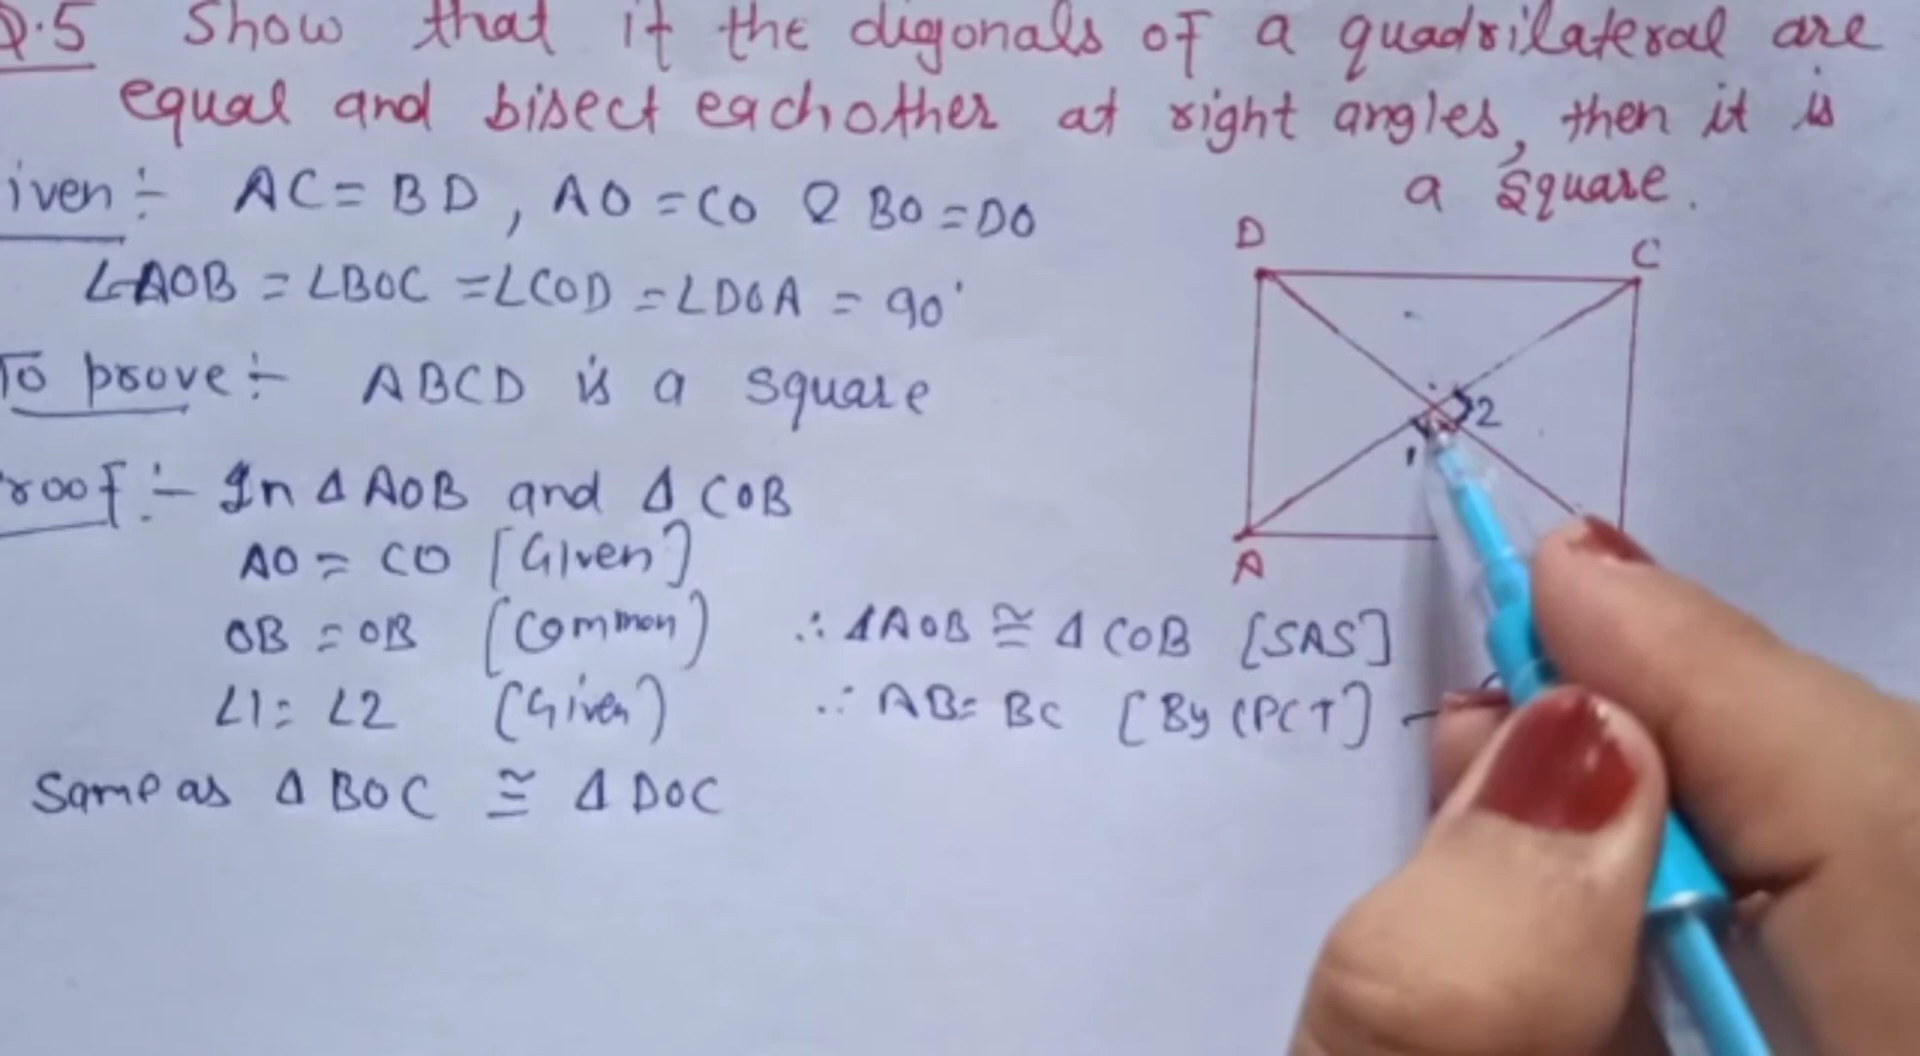 Q.5 Show that if the digonals of a quadrilateral are
equal and bisect eachother at right angles, then it is
a square.
iven :- AC = BD, AO = CO & BO = DO
∠AOB = ∠BOC = ∠COD = ∠DOA = 90°
To prove :- ABCD is a square
roof :- In Δ AOB and Δ COB
AO = CO [Given]
OB = OB (Common) ∴ ΔAOB ≅ Δ COB [SAS]
∠1 = ∠2 (Given) ∴ AB = BC [By CPCT] —
Same as Δ BOC ≅ Δ DOC
D
C
2
1
A